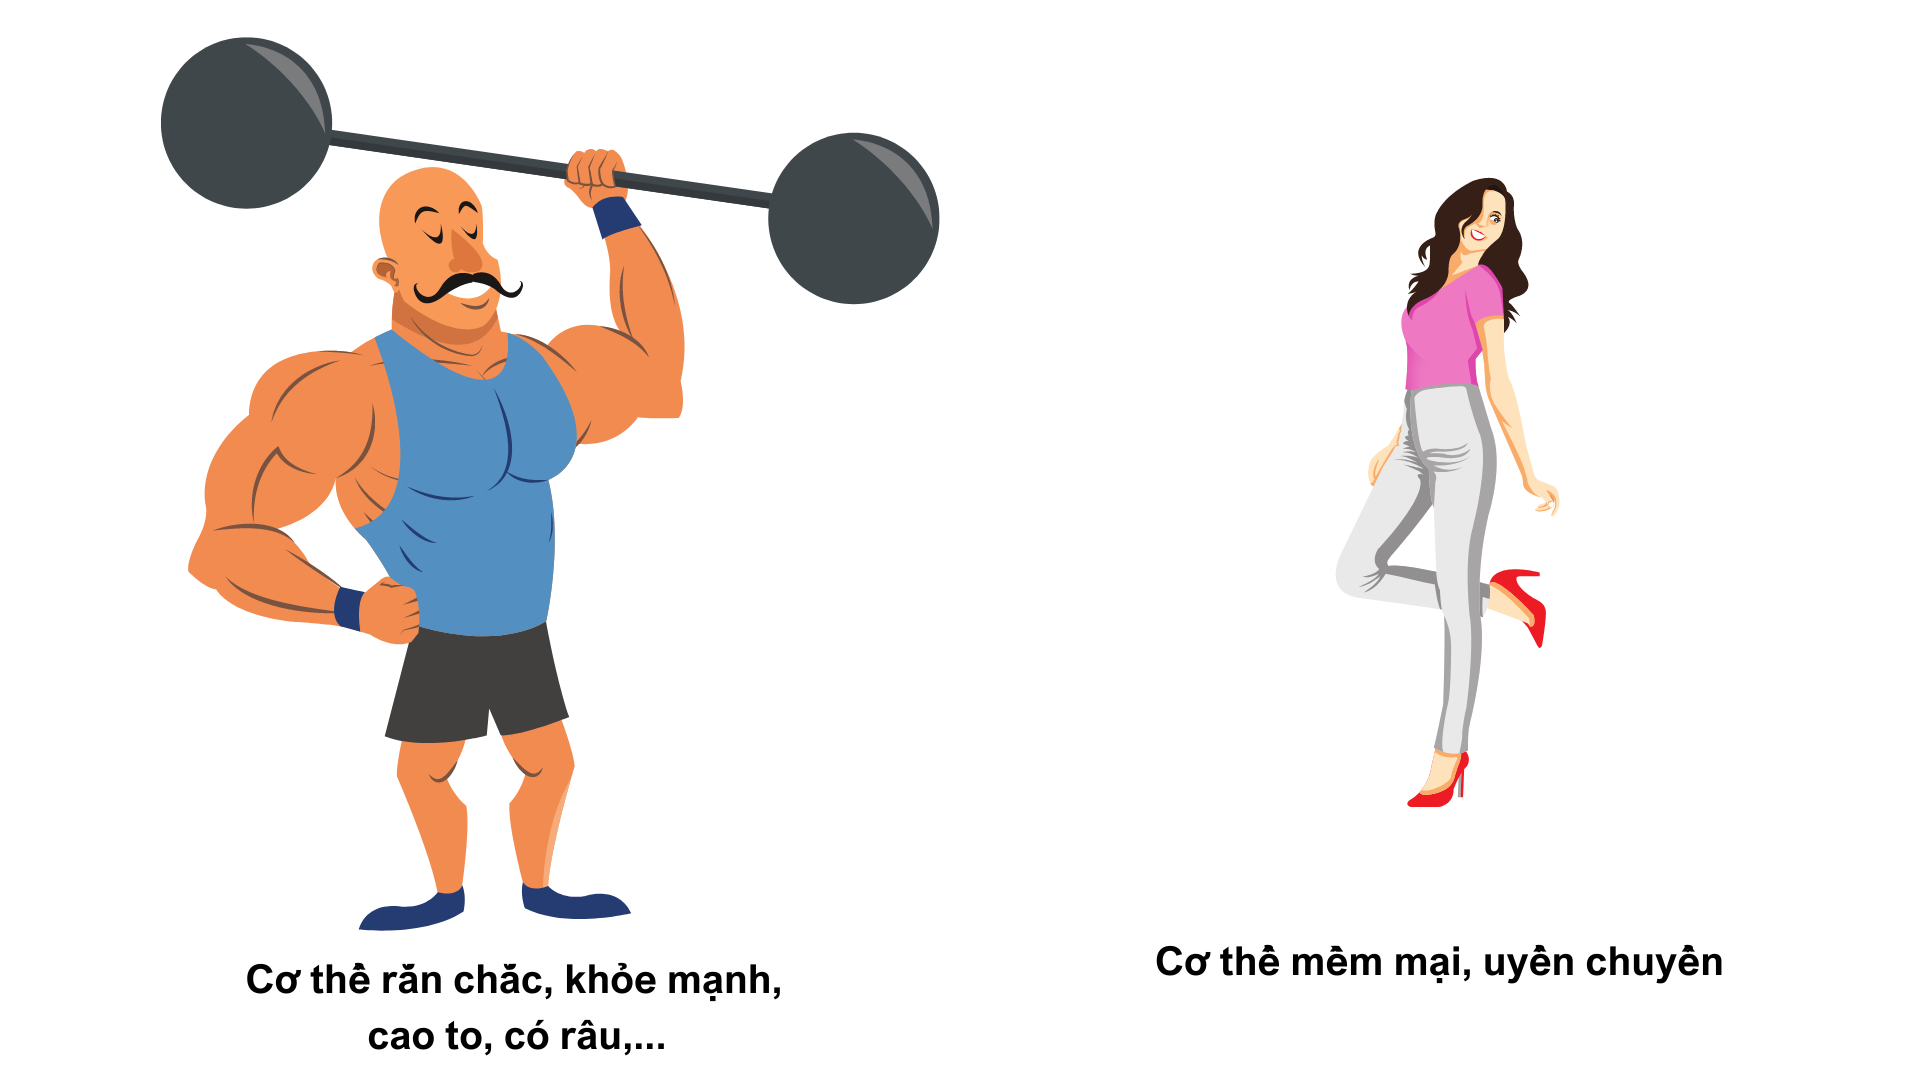 Cơ thể rắn chắc, khỏe mạnh,
cao to, có râu,...
Cơ thể mềm mại, uyển chuyển